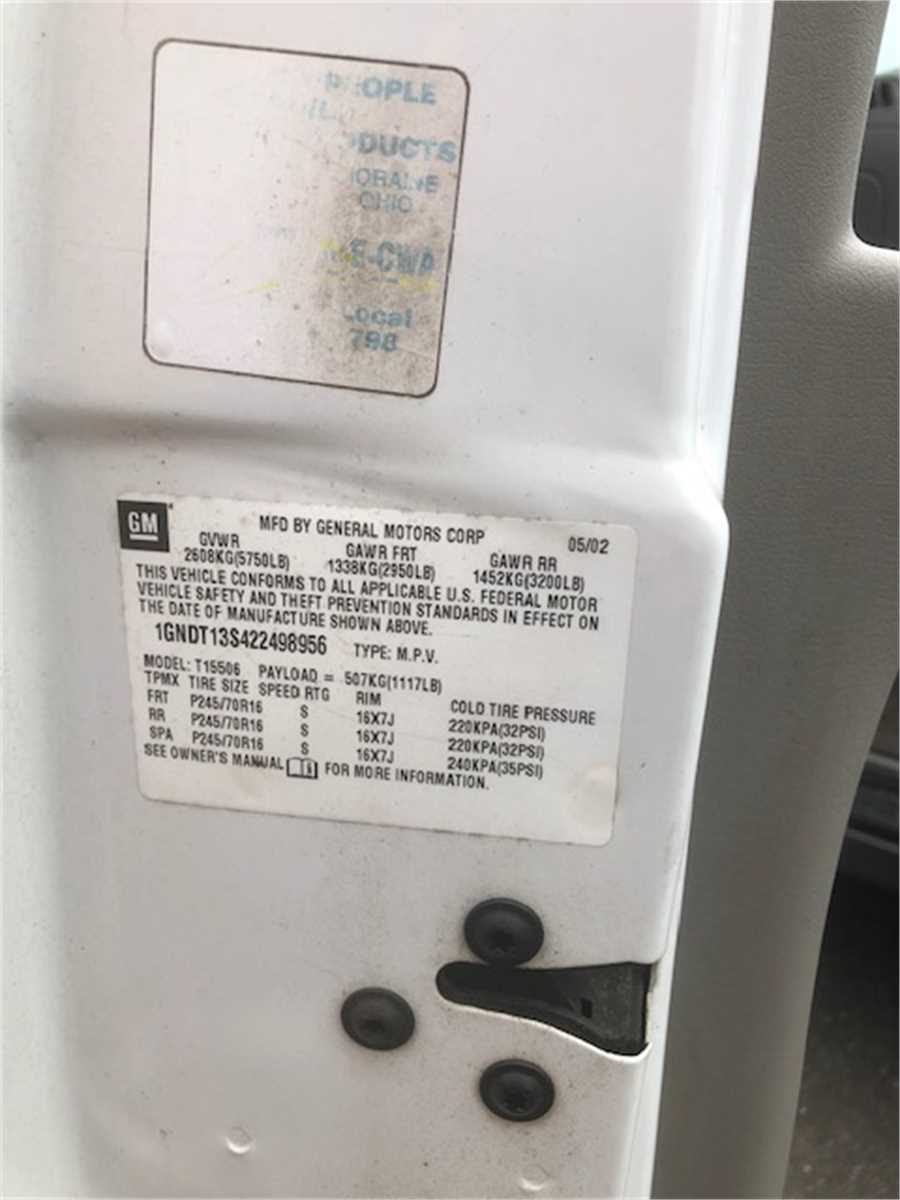 PEOPLE
ODUCTS
MORAINE
OHIO
E-CWA
Local
798
GM
MFD BY GENERAL MOTORS CORP 05/02
GVWR GAWR FRT GAWR RR
2608KG(5750LB) 1338KG(2950LB) 1452KG(3200LB)
THIS VEHICLE CONFORMS TO ALL APPLICABLE U.S. FEDERAL MOTOR
VEHICLE SAFETY AND THEFT PREVENTION STANDARDS IN EFFECT ON
THE DATE OF MANUFACTURE SHOWN ABOVE.
1GNDT13S422498956 TYPE: M.P.V.
MODEL: T15506 PAYLOAD = 507KG(1117LB)
TPMX TIRE SIZE SPEED RTG RIM COLD TIRE PRESSURE
FRT P245/70R16 S 16X7J 220KPA(32PSI)
RR P245/70R16 S 16X7J 220KPA(32PSI)
SPA P245/70R16 S 16X7J 240KPA(35PSI)
SEE OWNER'S MANUAL FOR MORE INFORMATION.